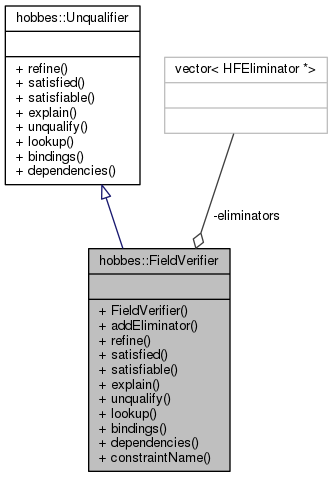 hobbes::Unqualifier
+ refine()
+ satisfied()
+ satisfiable()
+ explain()
+ unqualify()
+ lookup()
+ bindings()
+ dependencies()
vector< HFEliminator *>
-eliminators
hobbes::FieldVerifier
+ FieldVerifier()
+ addEliminator()
+ refine()
+ satisfied()
+ satisfiable()
+ explain()
+ unqualify()
+ lookup()
+ bindings()
+ dependencies()
+ constraintName()